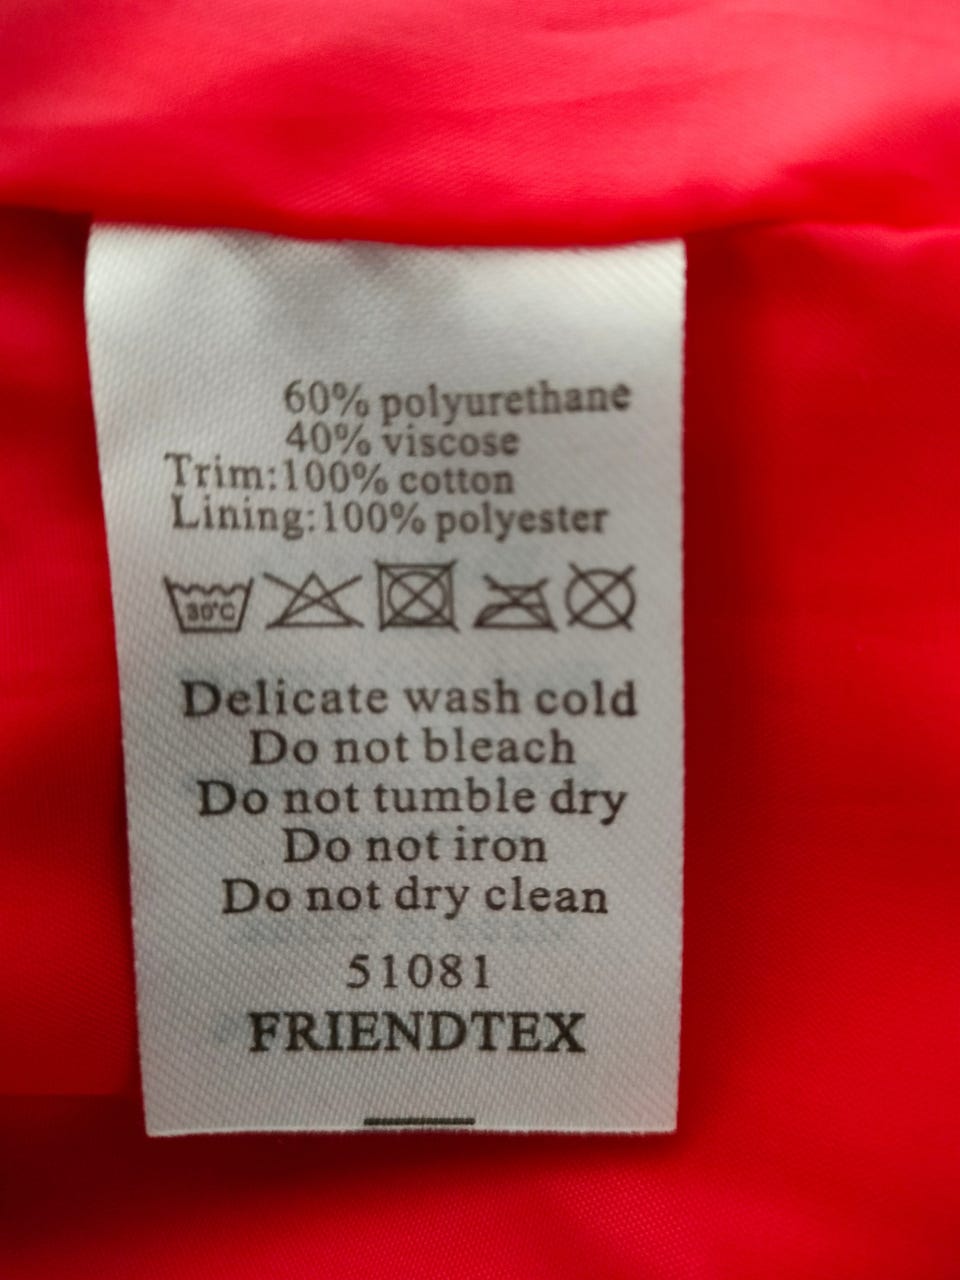 60% polyurethane
40% viscose
Trim:100% cotton
Lining:100% polyester
30°C
Delicate wash cold
Do not bleach
Do not tumble dry
Do not iron
Do not dry clean
51081
FRIENDTEX